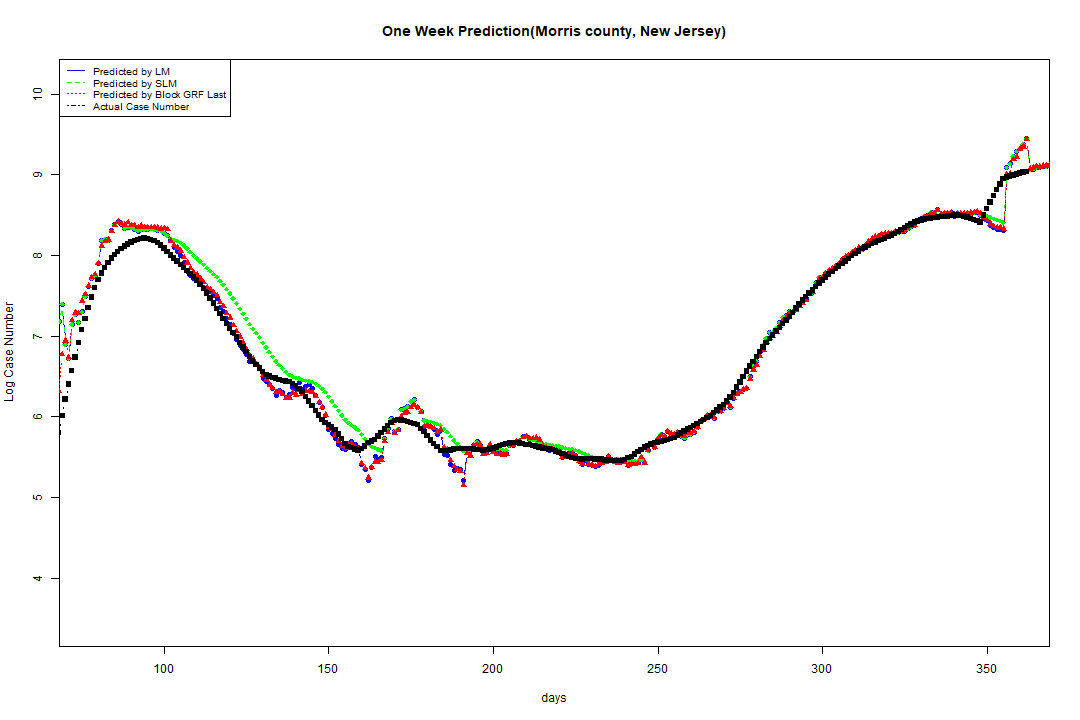 One Week Prediction(Morris county, New Jersey)
Predicted by LM
Predicted by SLM
Predicted by Block GRF Last
Actual Case Number
10
9
8
7
6
5
4
Log Case Number
100 150 200 250 300 350
days